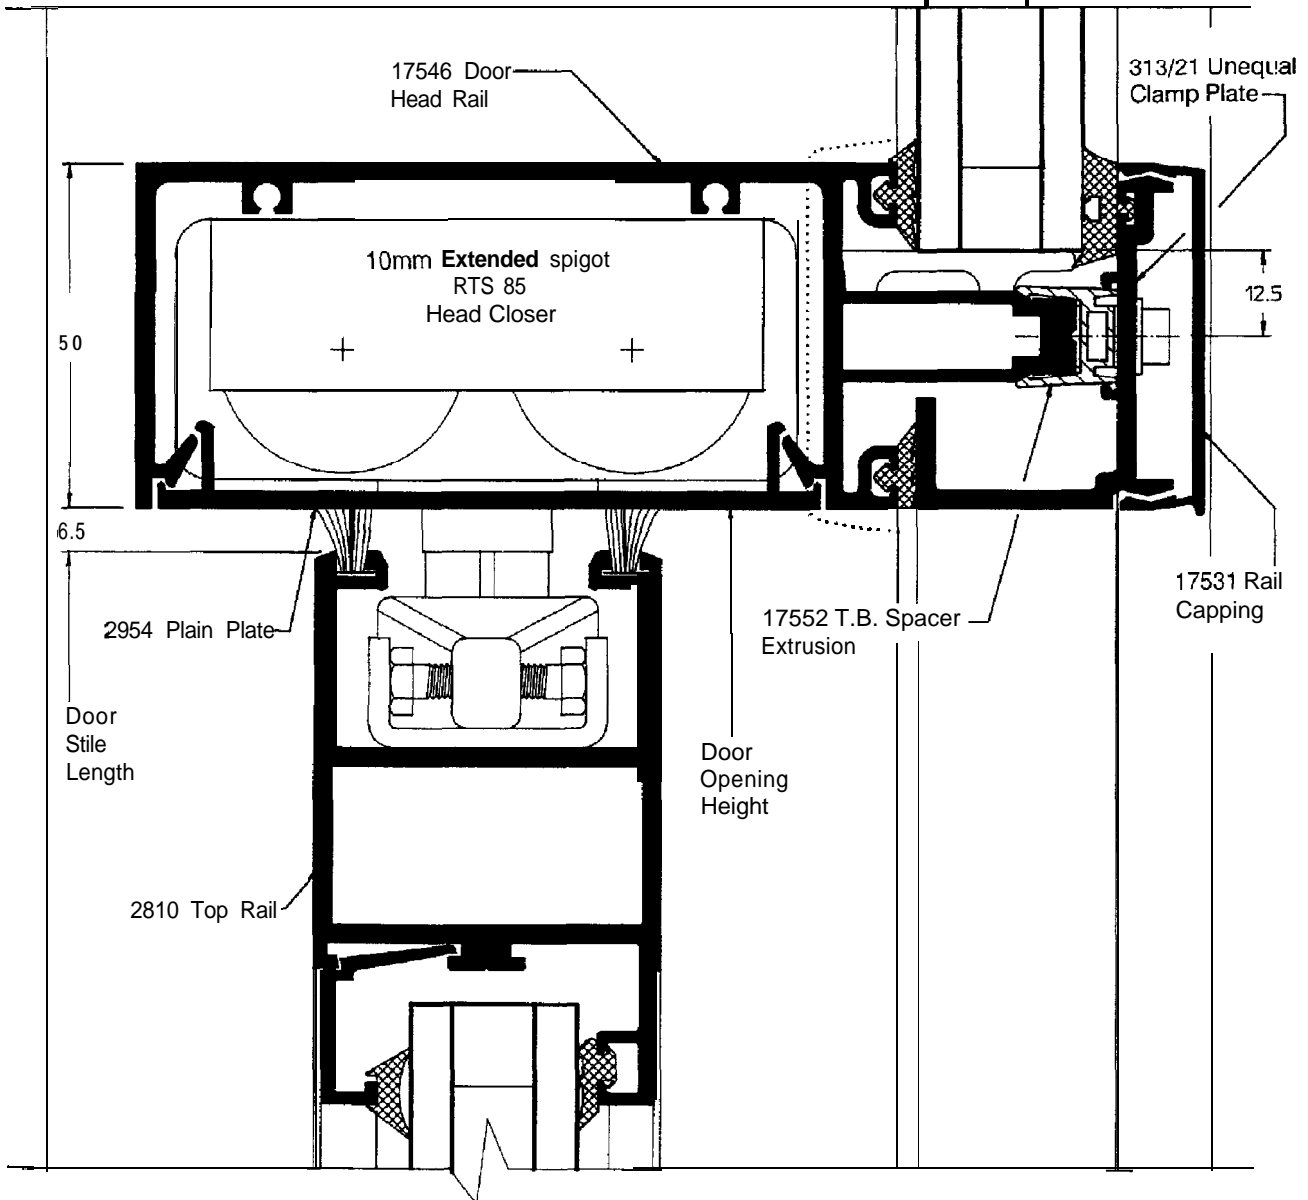 17546 Door
Head Rail
313/21 Unequal
Clamp Plate
10mm Extended spigot
RTS 85
Head Closer
12.5
50
6.5
17531 Rail
Capping
17552 T.B. Spacer
Extrusion
2954 Plain Plate
Door
Stile
Length
Door
Opening
Height
2810 Top Rail